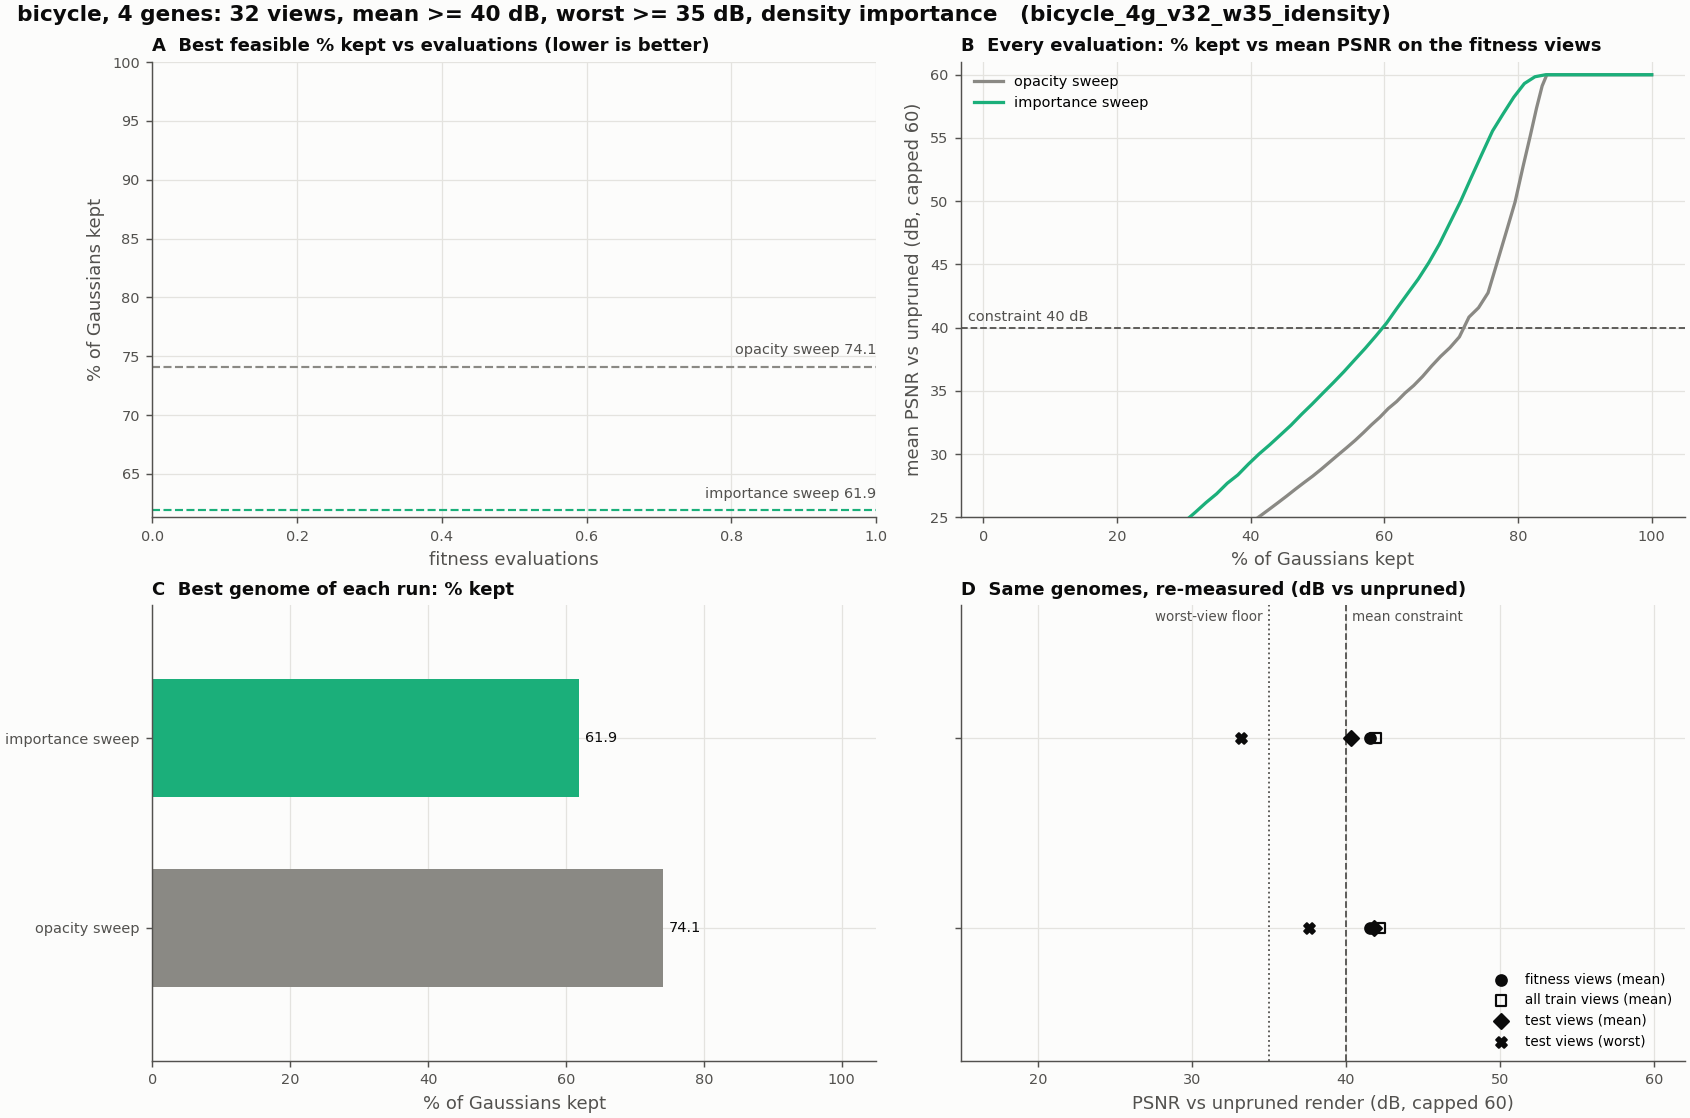 bicycle, 4 genes: 32 views, mean >= 40 dB, worst >= 35 dB, density importance (bicycle_4g_v32_w35_idensity)
A Best feasible % kept vs evaluations (lower is better)
100
95
90
85
80
75
70
65
% of Gaussians kept
opacity sweep 74.1
importance sweep 61.9
0.0 0.2 0.4 0.6 0.8 1.0
fitness evaluations
B Every evaluation: % kept vs mean PSNR on the fitness views
opacity sweep
importance sweep
60
55
50
45
40
35
30
25
mean PSNR vs unpruned (dB, capped 60)
constraint 40 dB
0 20 40 60 80 100
% of Gaussians kept
C Best genome of each run: % kept
importance sweep
61.9
opacity sweep
74.1
0 20 40 60 80 100
% of Gaussians kept
D Same genomes, re-measured (dB vs unpruned)
worst-view floor
mean constraint
fitness views (mean)
all train views (mean)
test views (mean)
test views (worst)
20 30 40 50 60
PSNR vs unpruned render (dB, capped 60)